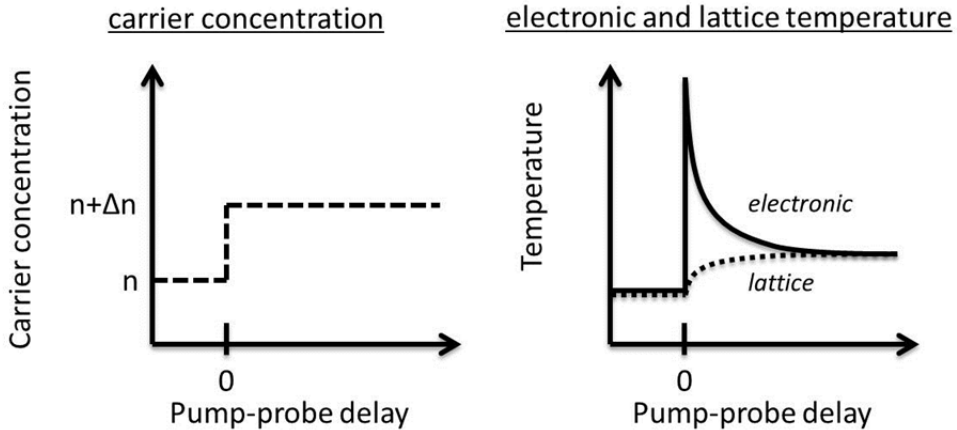 carrier concentration
electronic and lattice temperature
Carrier concentration
n+Δn
n
0
Pump-probe delay
Temperature
electronic
lattice
0
Pump-probe delay